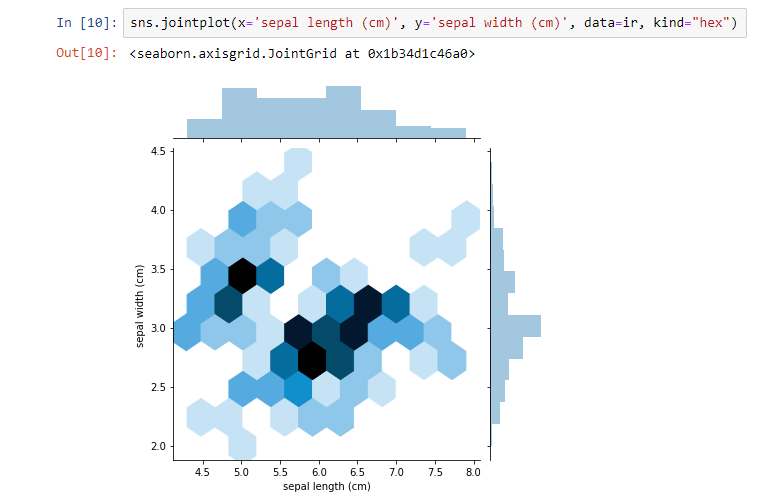 In [10]: sns.jointplot(x='sepal length (cm)', y='sepal width (cm)', data=ir, kind="hex")
Out[10]: <seaborn.axisgrid.JointGrid at 0x1b34d1c46a0>
4.5
4.0
3.5
3.0
2.5
2.0
sepal width (cm)
4.5 5.0 5.5 6.0 6.5 7.0 7.5 8.0
sepal length (cm)